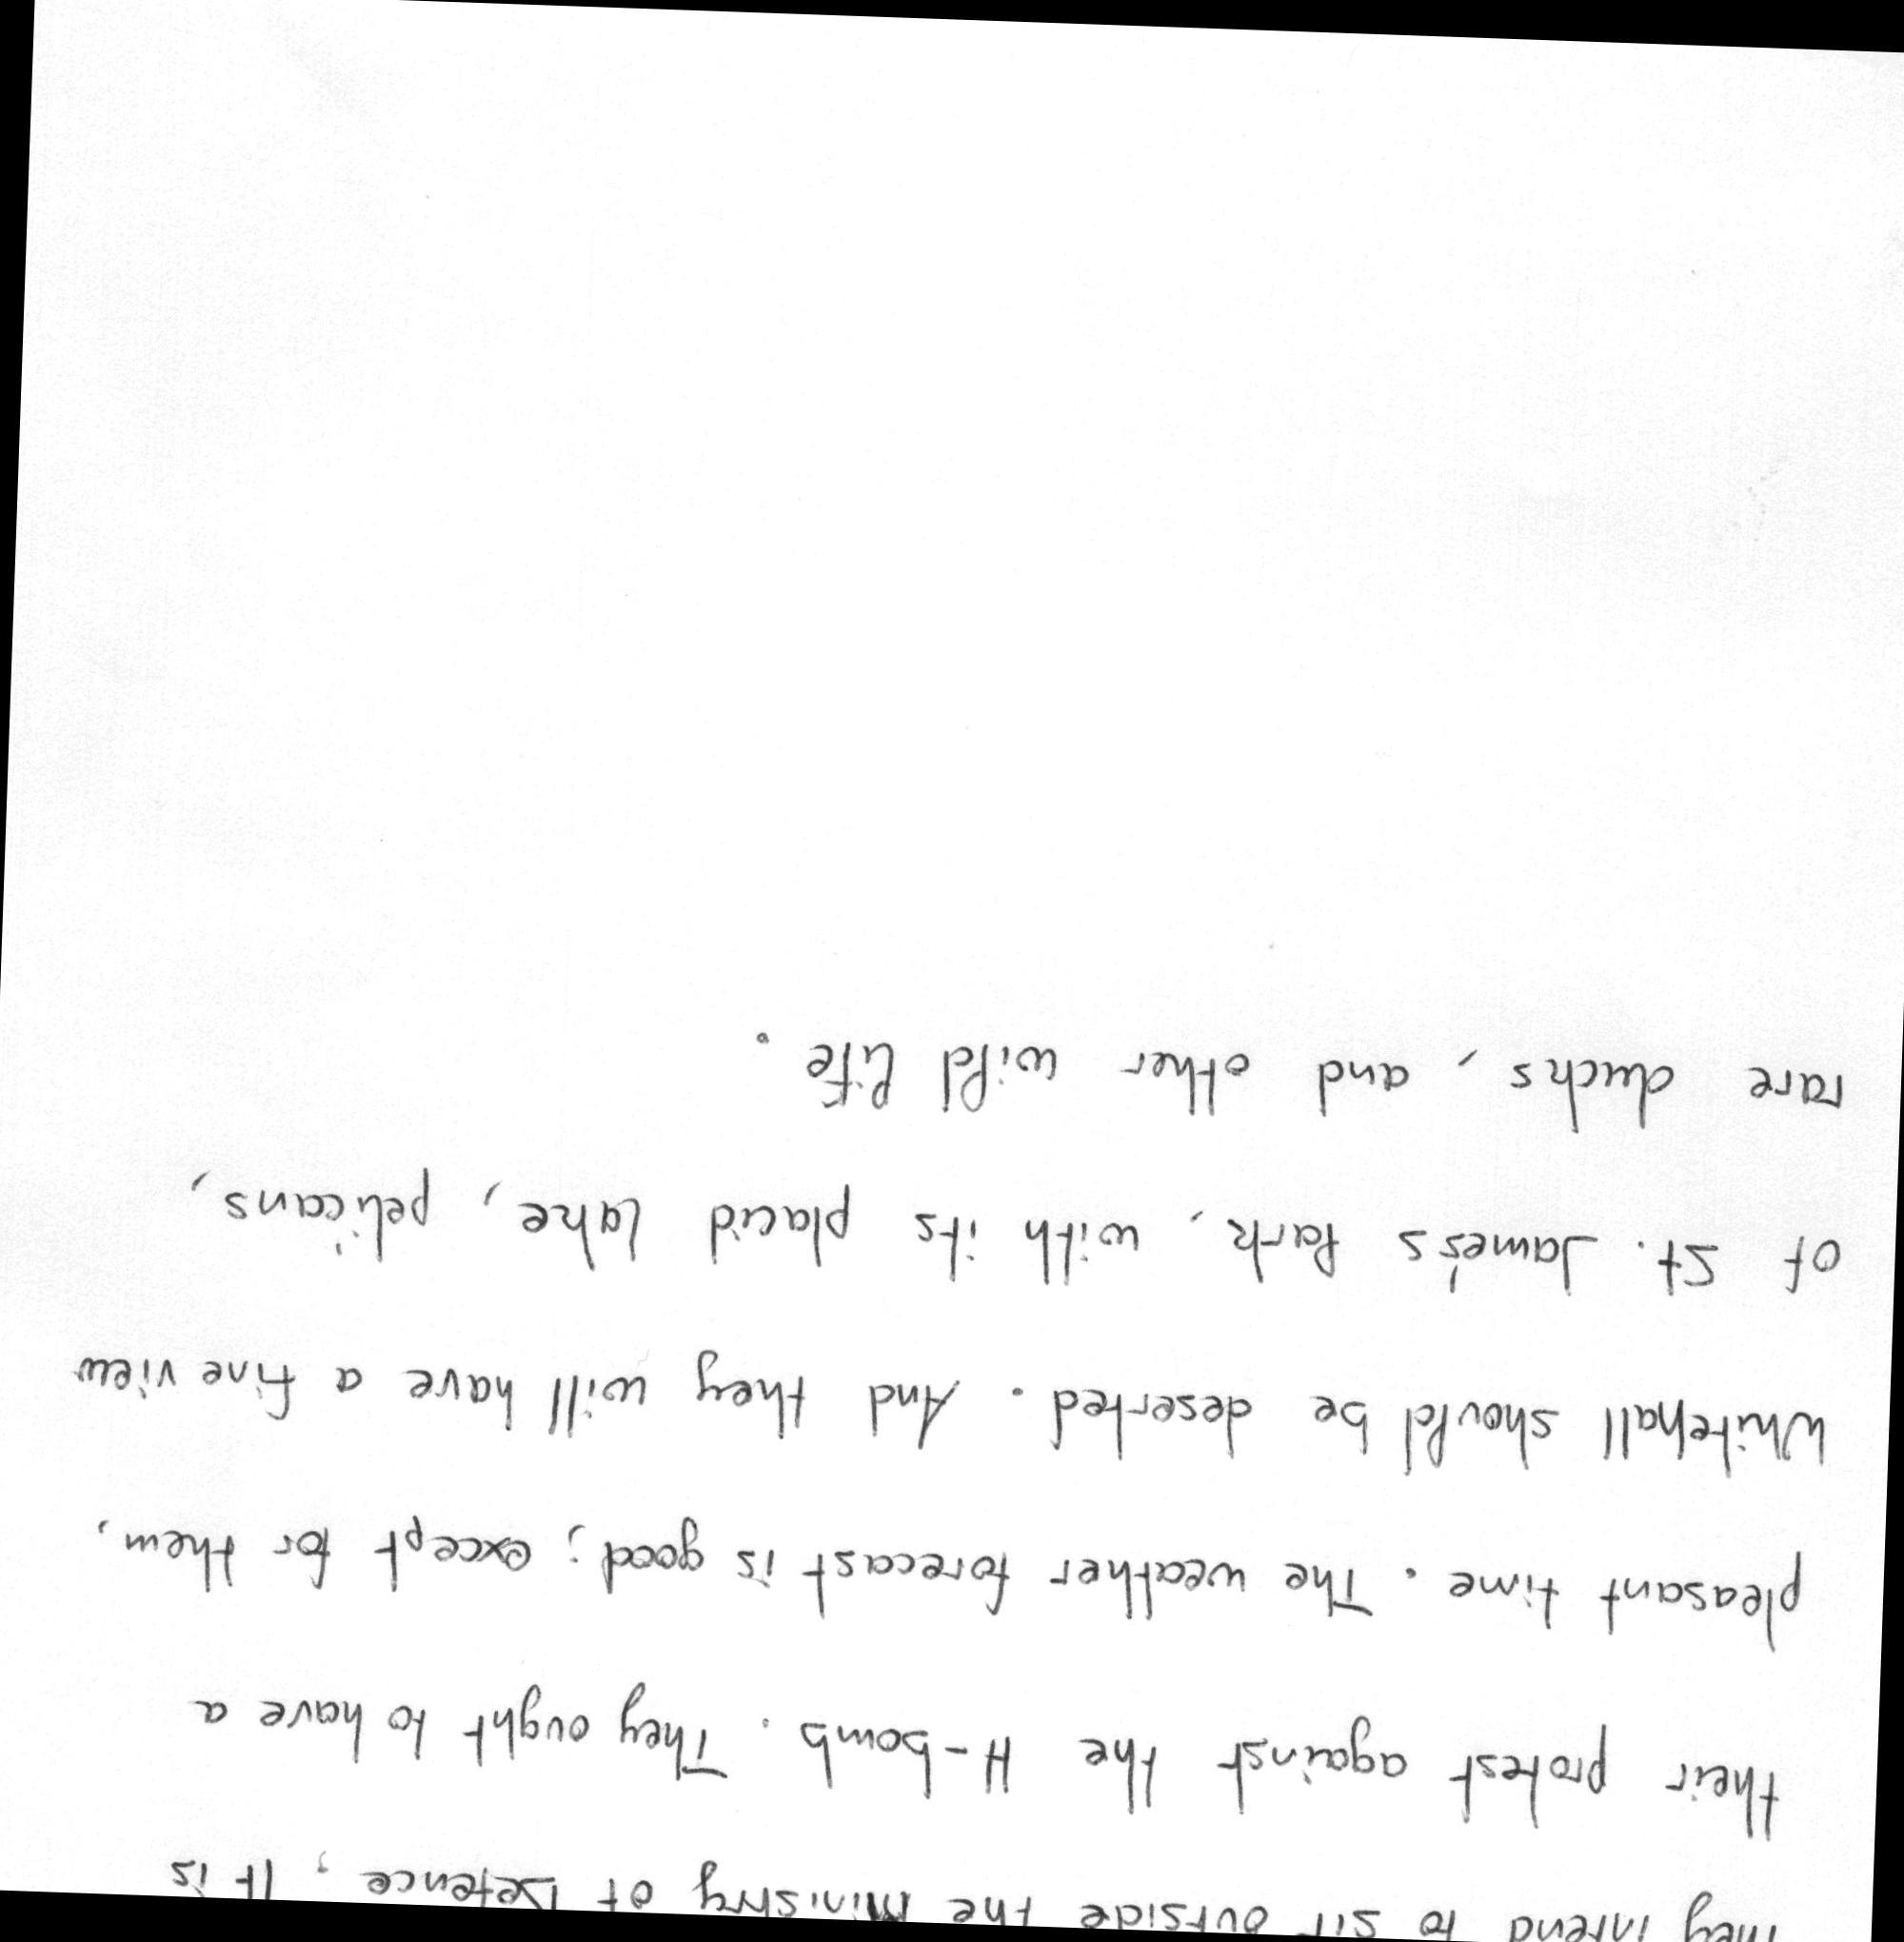 They intend to sit outside the Ministry of Defence, It is
their protest against the H-bomb. They ought to have a
pleasant time. The weather forecast is good; except for them,
Whitehall should be deserted. And they will have a fine view
of St. James's Park, with its placid lake, pelicans,
rare ducks, and other wild life.